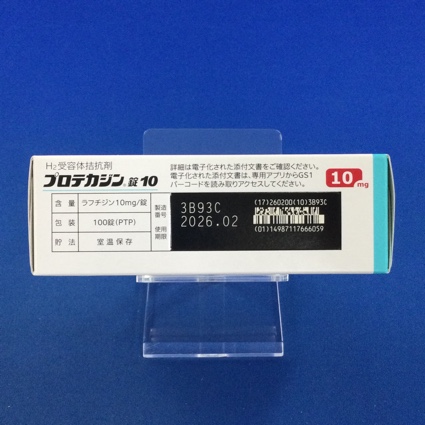 H₂受容体拮抗剤
プロテカジン®錠10
詳細は電子化された添付文書をご確認ください。
電子化された添付文書は、専用アプリからGS1
バーコードを読み取りアクセスしてください。
10mg
含量 ラフチジン10mg/錠
包装 100錠(PTP)
貯法 室温保存
製造番号 3B93C
使用期限 2026.02
(17)260200(10)3B93C
(01)14987117666059